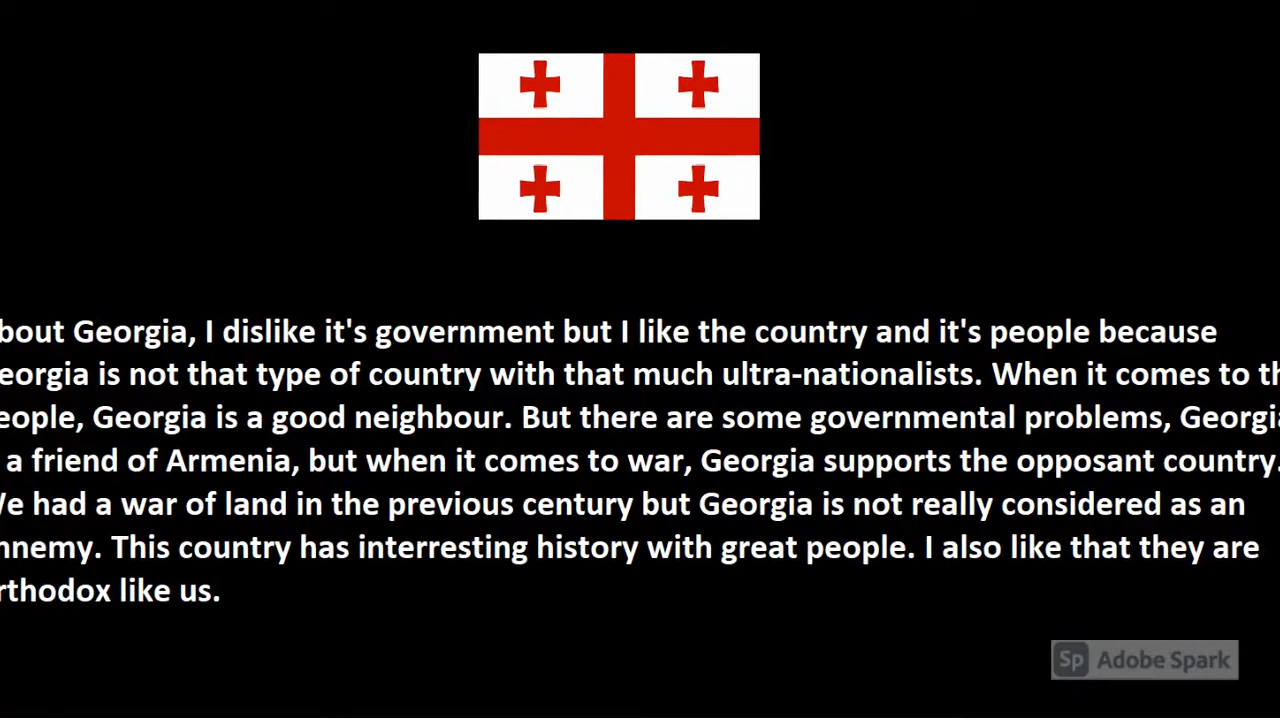 bout Georgia, I dislike it's government but I like the country and it's people because
eorgia is not that type of country with that much ultra-nationalists. When it comes to th
eople, Georgia is a good neighbour. But there are some governmental problems, Georgia
a friend of Armenia, but when it comes to war, Georgia supports the opposant country.
We had a war of land in the previous century but Georgia is not really considered as an
nnemy. This country has interresting history with great people. I also like that they are
rthodox like us.
Sp Adobe Spark